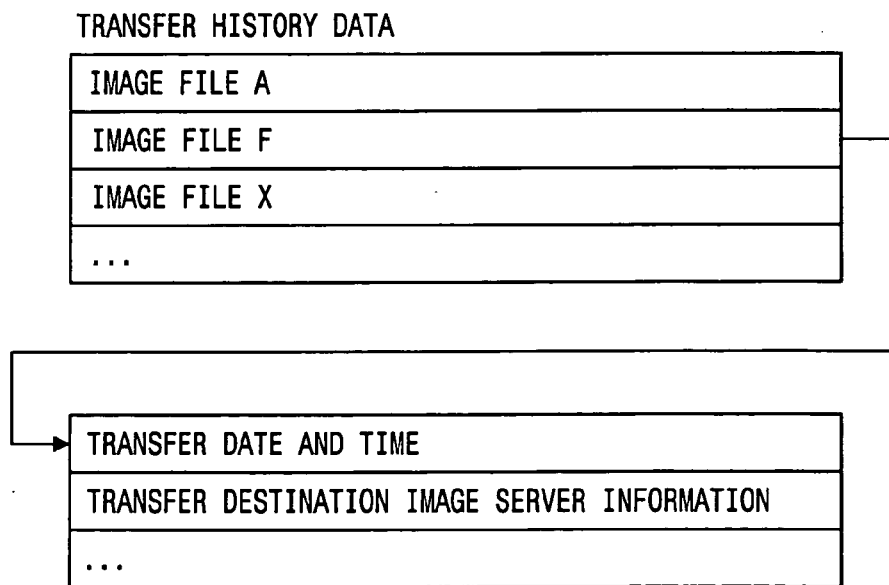 TRANSFER HISTORY DATA
IMAGE FILE A
IMAGE FILE F
IMAGE FILE X
...
TRANSFER DATE AND TIME
TRANSFER DESTINATION IMAGE SERVER INFORMATION
...